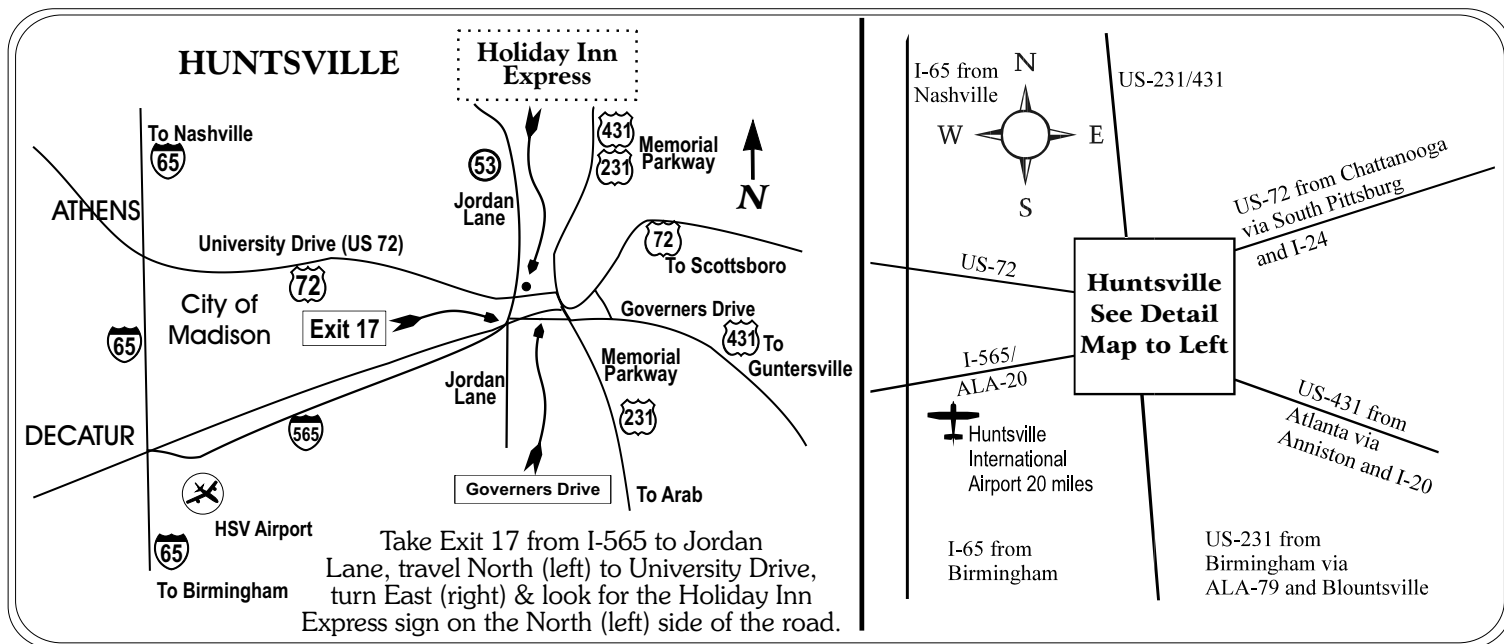 HUNTSVILLE
Holiday Inn
Express
To Nashville
65
ATHENS
University Drive (US 72)
72
City of
Madison
65
Exit 17
DECATUR
565
HSV Airport
65
To Birmingham
53
Jordan
Lane
431
231
Memorial
Parkway
N
72
To Scottsboro
Governers Drive
431
To
Guntersville
Memorial
Parkway
231
Jordan
Lane
Governers Drive
To Arab
Take Exit 17 from I-565 to Jordan
Lane, travel North (left) to University Drive,
turn East (right) & look for the Holiday Inn
Express sign on the North (left) side of the road.
I-65 from
Nashville
N
W
E
S
US-231/431
US-72 from Chattanooga
via South Pittsburg
and I-24
US-72
Huntsville
See Detail
Map to Left
I-565/
ALA-20
Huntsville
International
Airport 20 miles
US-431 from
Atlanta via
Anniston and I-20
I-65 from
Birmingham
US-231 from
Birmingham via
ALA-79 and Blountsville